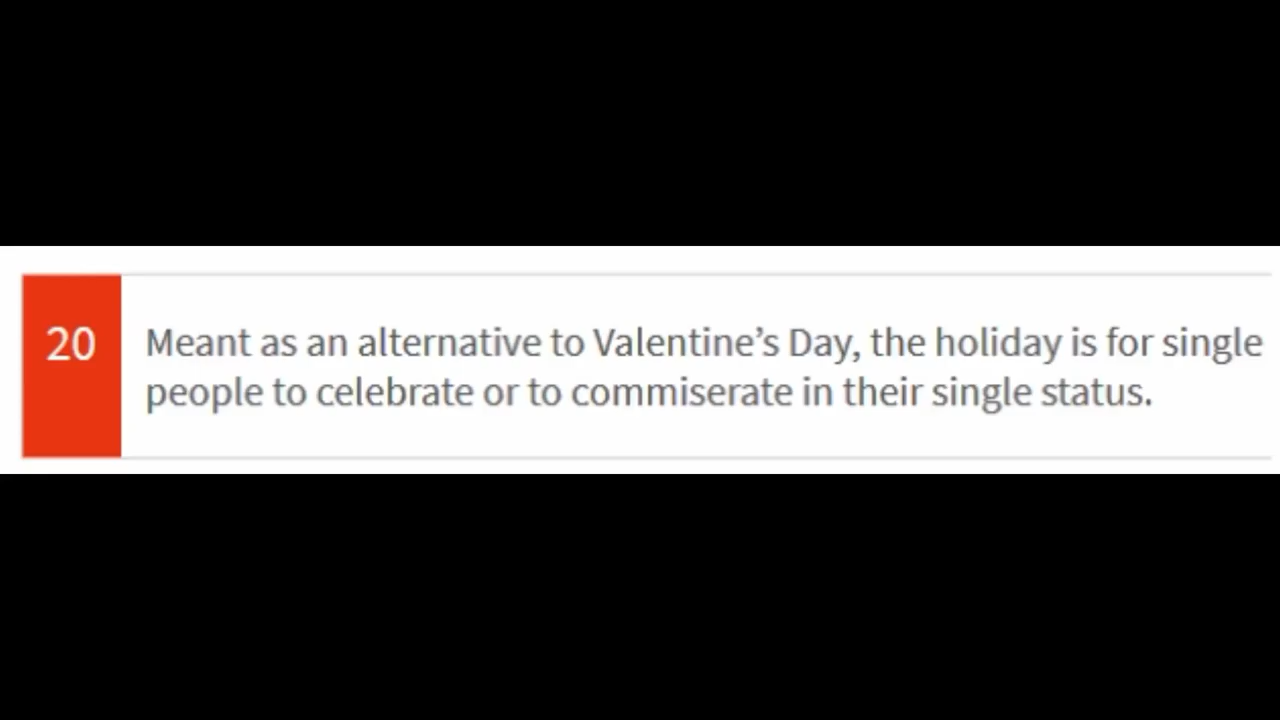 20
Meant as an alternative to Valentine’s Day, the holiday is for single
people to celebrate or to commiserate in their single status.